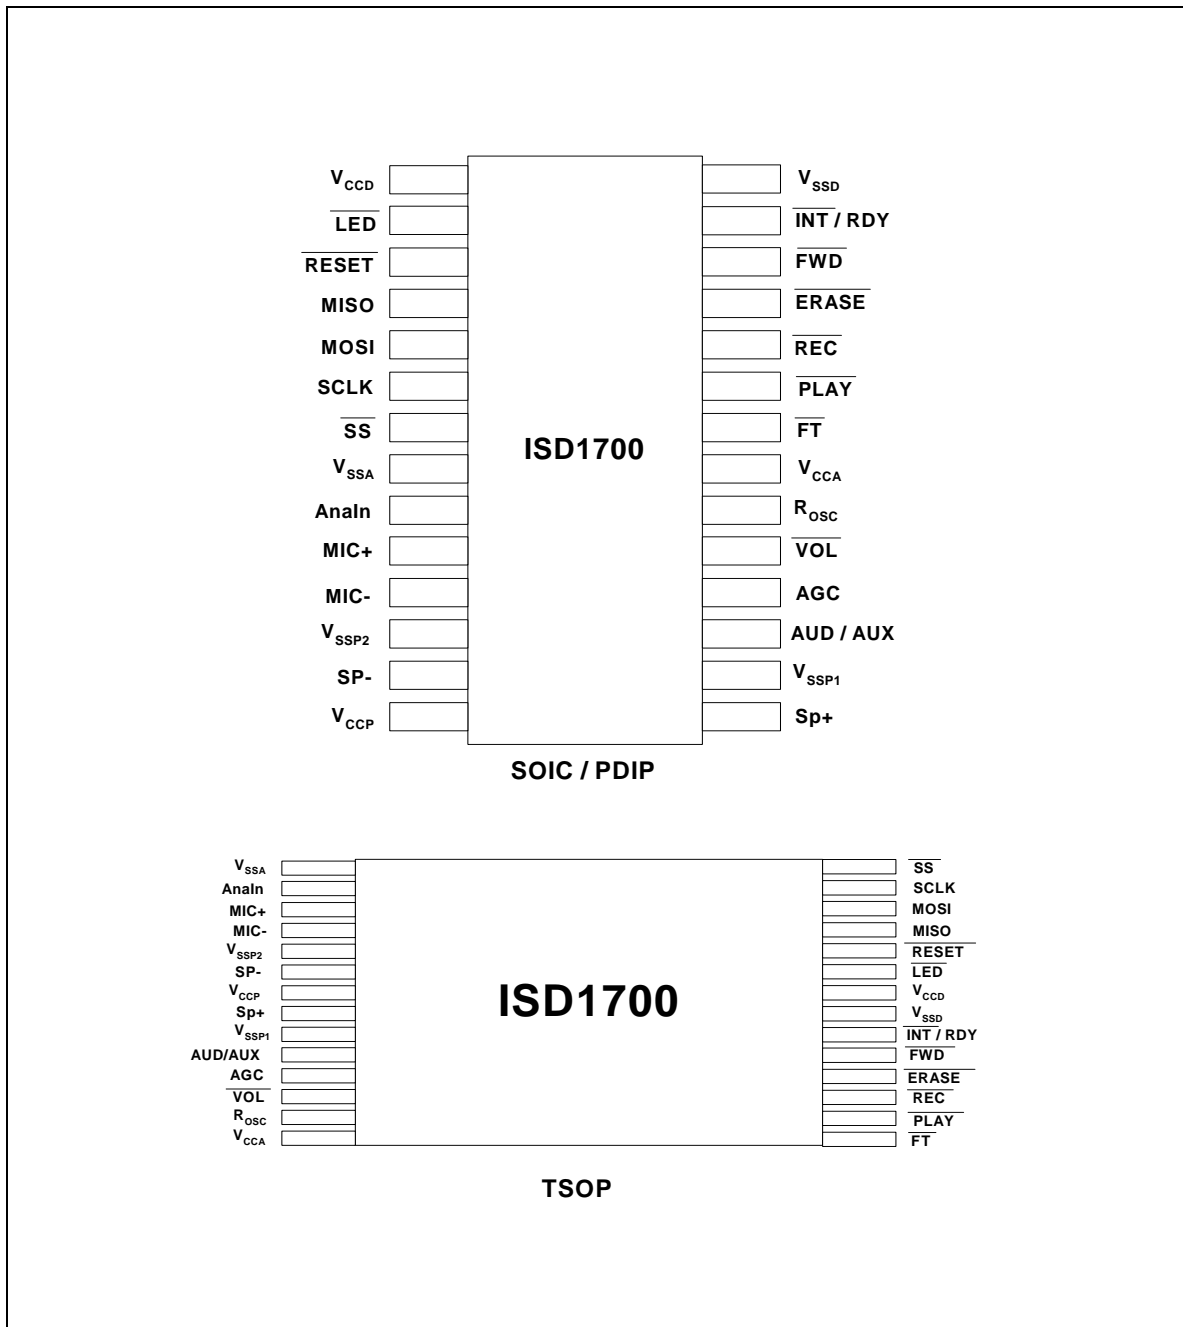 VCCD VSSD
LED INT / RDY
RESET FWD
MISO ERASE
MOSI REC
SCLK PLAY
SS FT
ISD1700
VSSA VCCA
AnaIn ROSC
MIC+ VOL
MIC- AGC
VSSP2 AUD / AUX
SP- VSSP1
VCCP Sp+
SOIC / PDIP
VSSA SS
AnaIn SCLK
MIC+ MOSI
MIC- MISO
VSSP2 RESET
SP- LED
VCCP VCCD
ISD1700
Sp+ VSSD
VSSP1 INT / RDY
AUD/AUX FWD
AGC ERASE
VOL REC
ROSC PLAY
VCCA FT
TSOP